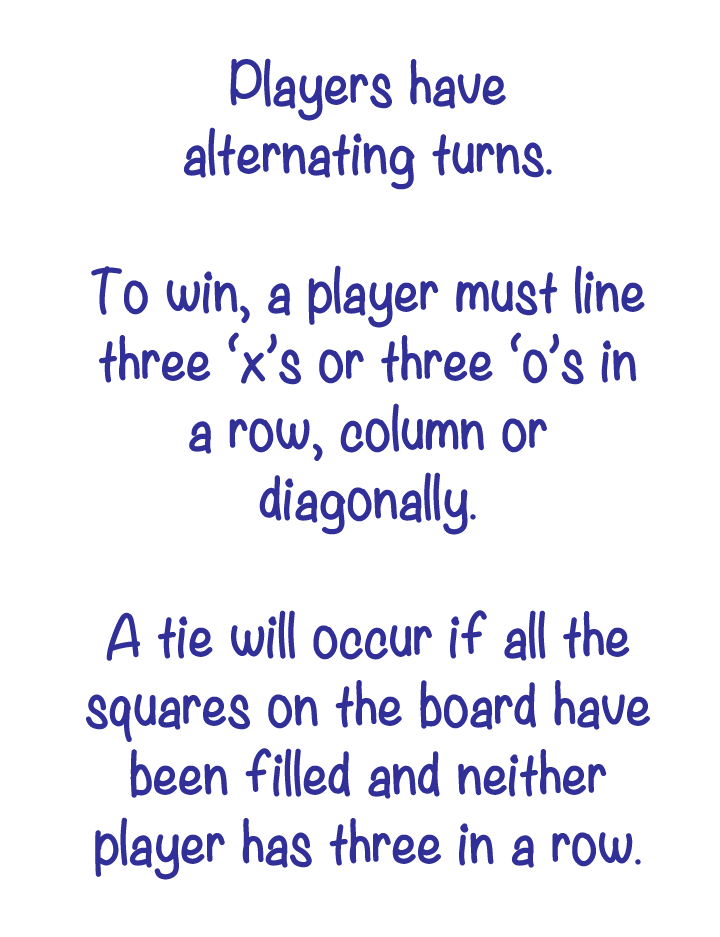 Players have
alternating turns.
To win, a player must line
three ‘x’s or three ‘o’s in
a row, column or
diagonally.
A tie will occur if all the
squares on the board have
been filled and neither
player has three in a row.